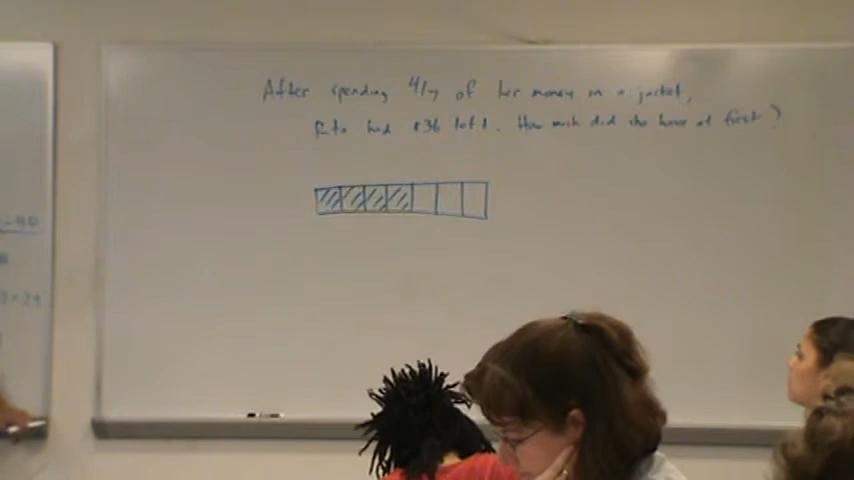 After spending 4/7 of her money on a jacket,
Rita had $36 left. How much did she have at first?